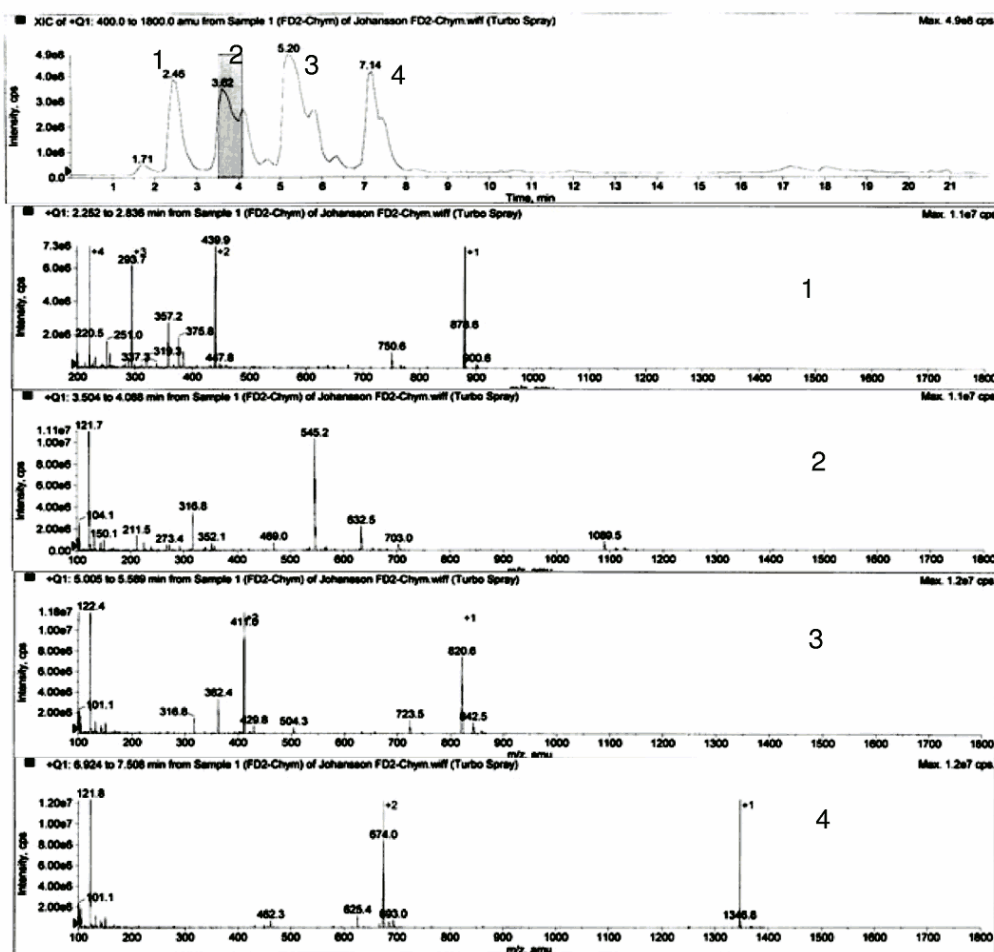 XIC of +Q1: 400.0 to 1800.0 amu from Sample 1 (FD2-Chym) of Johansson FD2-Chym.wiff (Turbo Spray) Max. 4.9e6 cps
1 2 3 4
1.71 2.46 3.62 5.20 7.14
4.9e6
4.0e6
3.0e6
2.0e6
1.0e6
0.0
Intensity, cps
1 2 3 4 5 6 7 8 9 10 11 12 13 14 15 16 17 18 19 20 21
Time, min
+Q1: 2.252 to 2.836 min from Sample 1 (FD2-Chym) of Johansson FD2-Chym.wiff (Turbo Spray) Max. 1.1e7 cps
7.3e6
6.0e6
4.0e6
2.0e6
Intensity, cps
+4 +3 +2 +1
220.5 251.0 293.7 337.3 319.3 357.2 375.8 439.9 447.8 750.6 878.6 900.6
1
200 300 400 500 600 700 800 900 1000 1100 1200 1300 1400 1500 1600 1700 1800
+Q1: 3.504 to 4.088 min from Sample 1 (FD2-Chym) of Johansson FD2-Chym.wiff (Turbo Spray) Max. 1.1e7 cps
1.11e7
1.00e7
8.00e6
6.00e6
4.00e6
2.00e6
0.00
Intensity, cps
121.7 104.1 150.1 211.5 273.4 316.8 352.1 469.0 545.2 632.5 703.0 1089.5
2
100 200 300 400 500 600 700 800 900 1000 1100 1200 1300 1400 1500 1600 1700 1800
+Q1: 5.005 to 5.589 min from Sample 1 (FD2-Chym) of Johansson FD2-Chym.wiff (Turbo Spray) Max. 1.2e7 cps
1.18e7
1.00e7
8.00e6
6.00e6
4.00e6
2.00e6
Intensity, cps
+2 +1
122.4 101.1 316.8 362.4 429.8 504.3 723.5 820.6 842.5
3
100 200 300 400 500 600 700 800 900 1000 1100 1200 1300 1400 1500 1600 1700 1800
m/z, amu
+Q1: 6.924 to 7.508 min from Sample 1 (FD2-Chym) of Johansson FD2-Chym.wiff (Turbo Spray) Max. 1.2e7 cps
1.20e7
1.00e7
8.00e6
6.00e6
4.00e6
2.00e6
Intensity, cps
+2 +1
121.8 101.1 462.3 625.4 674.0 693.0 1346.8
4
100 200 300 400 500 600 700 800 900 1000 1100 1200 1300 1400 1500 1600 1700 1800
m/z, amu